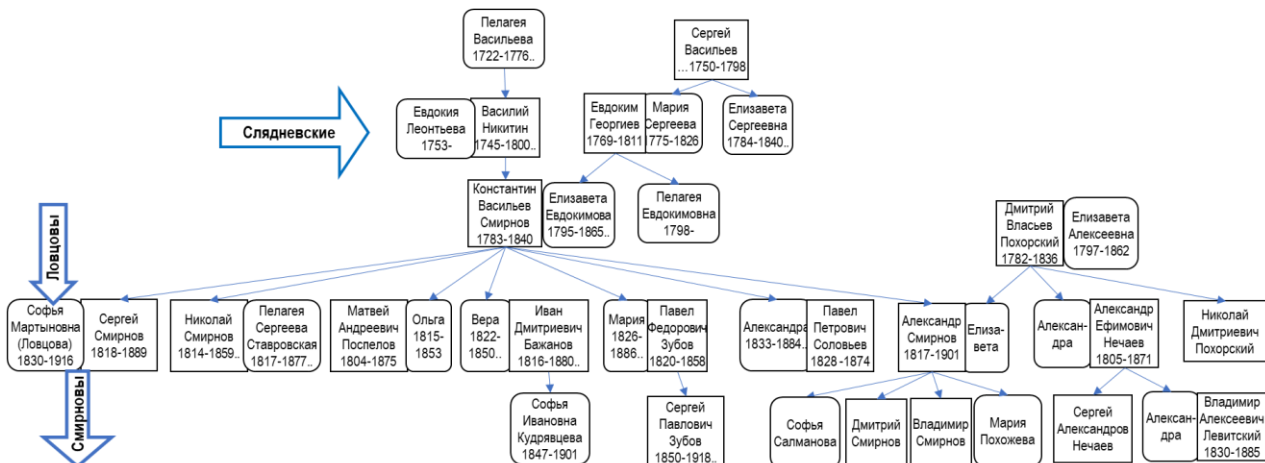 Пелагея
Васильева
1722-1776..
Сергей
Васильев
...1750-1798
Слядневские
Евдокия
Леонтьева
1753-
Василий
Никитин
1745-1800..
Евдоким
Георгиев
1769-1811
Мария
Сергеева
1775-1826
Елизавета
Сергеевна
1784-1840..
Константин
Васильев
Смирнов
1783-1840
Елизавета
Евдокимова
1795-1865..
Пелагея
Евдокимовна
1798-
Дмитрий
Власьев
Похорский
1782-1836
Елизавета
Алексеевна
1797-1862
Ловцовы
Софья
Мартыновна
(Ловцова)
1830-1916
Сергей
Смирнов
1818-1889
Николай
Смирнов
1814-1859..
Пелагея
Сергеева
Ставровская
1817-1877..
Матвей
Андреевич
Поспелов
1804-1875
Ольга
1815-
1853
Вера
1822-
1850..
Иван
Дмитриевич
Бажанов
1816-1880..
Мария
1826-
1886..
Павел
Федорович
Зубов
1820-1858
Александра
1833-1884..
Павел
Петрович
Соловьев
1828-1874
Александр
Смирнов
1817-1901
Елиза-
вета
Алексан-
дра
Александр
Ефимович
Нечаев
1805-1871
Николай
Дмитриевич
Похорский
Смирновы
Софья
Ивановна
Кудрявцева
1847-1901
Сергей
Павлович
Зубов
1850-1918..
Софья
Салманова
Дмитрий
Смирнов
Владимир
Смирнов
Мария
Похожева
Сергей
Александров
Нечаев
Алексан-
дра
Владимир
Алексеевич
Левитский
1830-1885